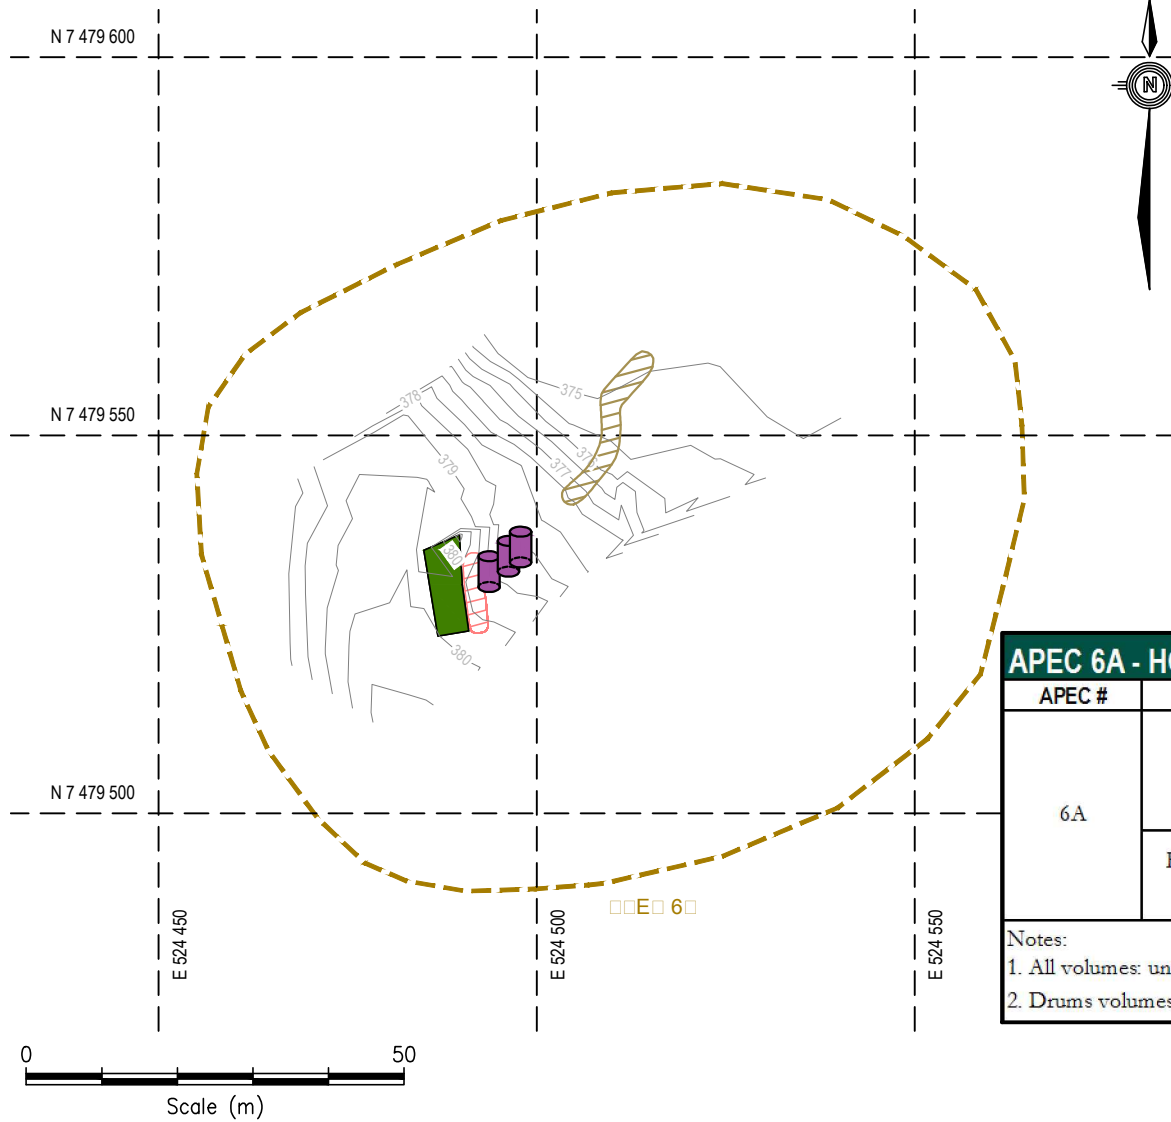 N 7 479 600
N
375
378
N 7 479 550
379
377
380
380
APEC 6A - H
APEC #
N 7 479 500
6A
E 6
E 524 450
E 524 500
E 524 550
Notes:
1. All volumes: un
2. Drums volumes
0 50
Scale (m)